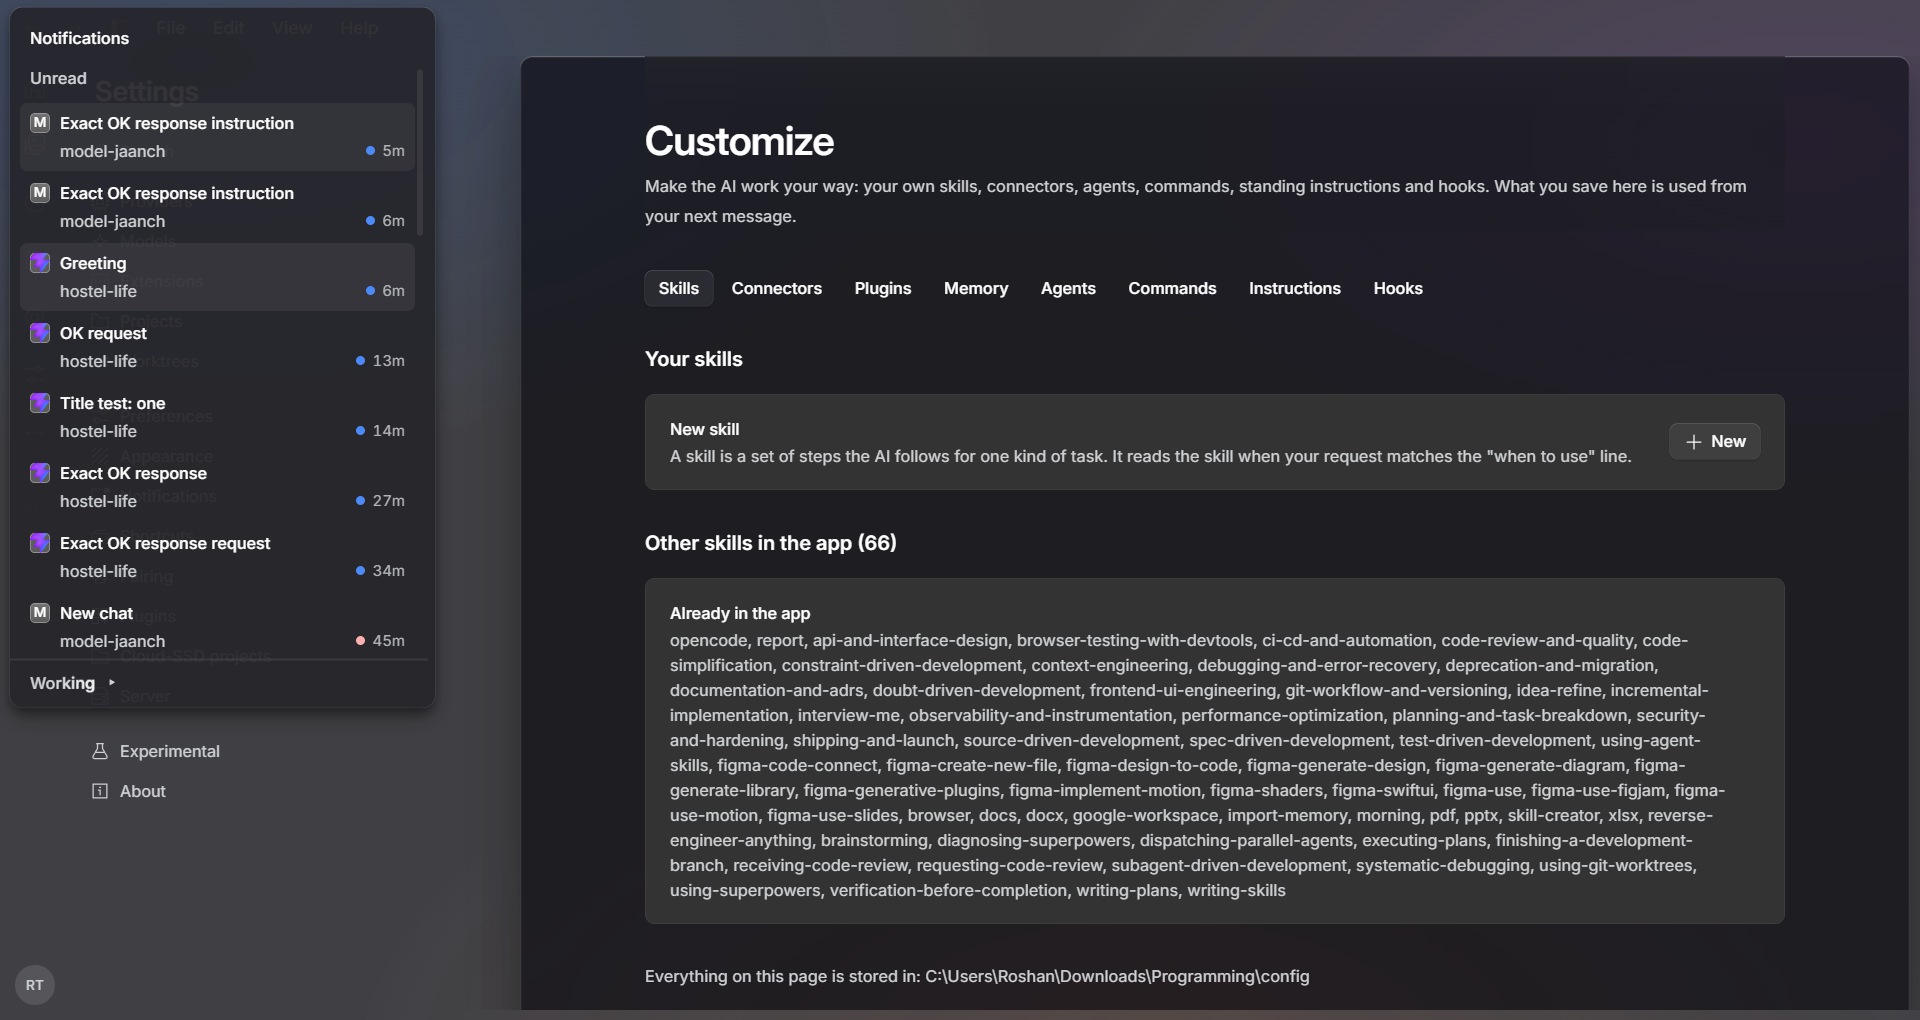 File Edit View Help
Notifications
Unread
Settings
Exact OK response instruction
model-jaanch
5m
Exact OK response instruction
model-jaanch
6m
Models
Greeting
hostel-life
6m
Projects
OK request
hostel-life
13m
Title test: one
Preferences
hostel-life
14m
Appearance
Exact OK response
hostel-life
27m
Exact OK response request
hostel-life
34m
New chat
model-jaanch
45m
Cloud-SSD projects
Working
Server
Experimental
About
RT
Customize
Make the AI work your way: your own skills, connectors, agents, commands, standing instructions and hooks. What you save here is used from
your next message.
Skills Connectors Plugins Memory Agents Commands Instructions Hooks
Your skills
New skill
A skill is a set of steps the AI follows for one kind of task. It reads the skill when your request matches the "when to use" line.
New
Other skills in the app (66)
Already in the app
opencode, report, api-and-interface-design, browser-testing-with-devtools, ci-cd-and-automation, code-review-and-quality, code-
simplification, constraint-driven-development, context-engineering, debugging-and-error-recovery, deprecation-and-migration,
documentation-and-adrs, doubt-driven-development, frontend-ui-engineering, git-workflow-and-versioning, idea-refine, incremental-
implementation, interview-me, observability-and-instrumentation, performance-optimization, planning-and-task-breakdown, security-
and-hardening, shipping-and-launch, source-driven-development, spec-driven-development, test-driven-development, using-agent-
skills, figma-code-connect, figma-create-new-file, figma-design-to-code, figma-generate-design, figma-generate-diagram, figma-
generate-library, figma-generative-plugins, figma-implement-motion, figma-shaders, figma-swiftui, figma-use, figma-use-figjam, figma-
use-motion, figma-use-slides, browser, docs, docx, google-workspace, import-memory, morning, pdf, pptx, skill-creator, xlsx, reverse-
engineer-anything, brainstorming, diagnosing-superpowers, dispatching-parallel-agents, executing-plans, finishing-a-development-
branch, receiving-code-review, requesting-code-review, subagent-driven-development, systematic-debugging, using-git-worktrees,
using-superpowers, verification-before-completion, writing-plans, writing-skills
Everything on this page is stored in: C:\Users\Roshan\Downloads\Programming\config